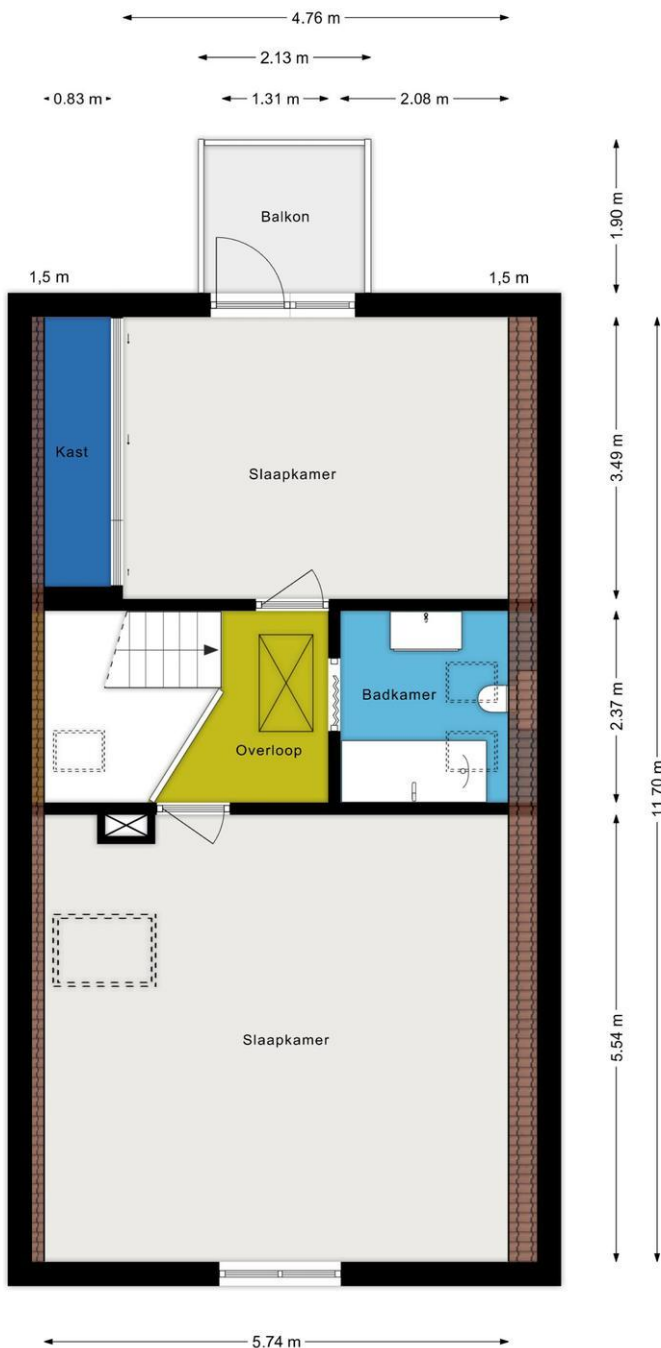 4.76 m
2.13 m
0.83 m
1.31 m
2.08 m
1.90 m
Balkon
1,5 m
1,5 m
Kast
Slaapkamer
3.49 m
Badkamer
2.37 m
Overloop
11.70 m
5.54 m
Slaapkamer
5.74 m